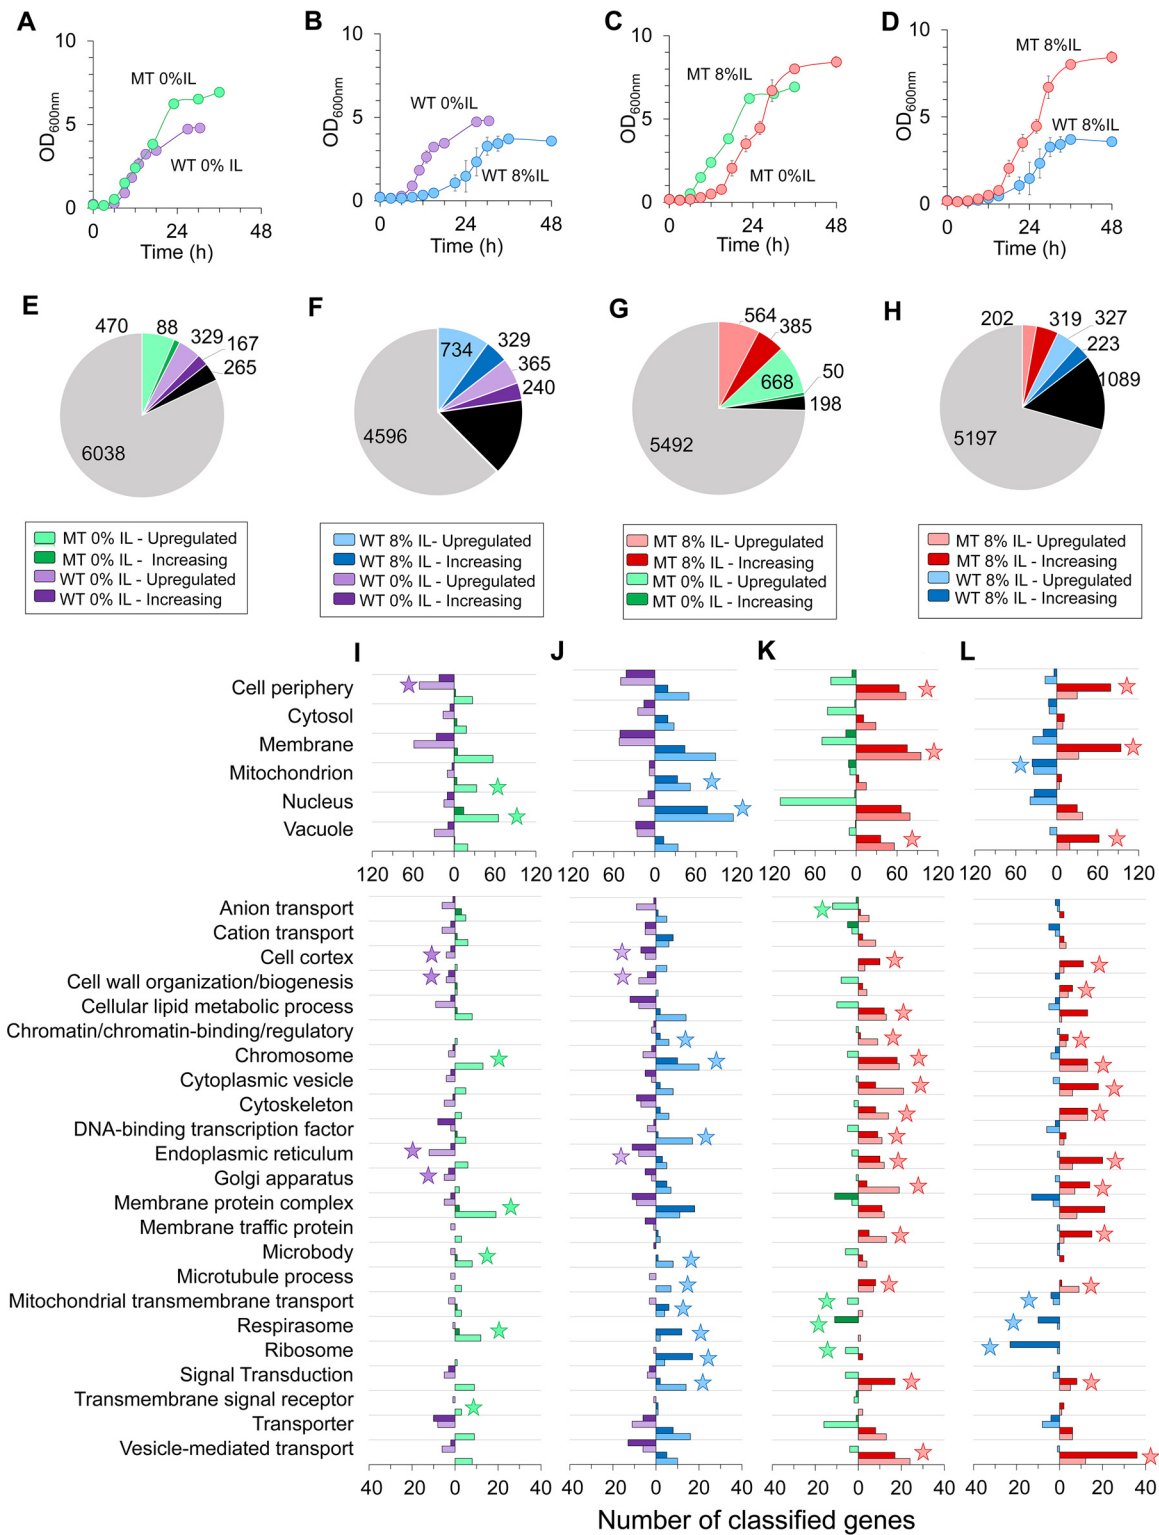 A
B
C
D
10
5
0
OD600nm
MT 0%IL
WT 0% IL
0 24 48
Time (h)
10
5
0
OD600nm
WT 0%IL
WT 8%IL
0 24 48
Time (h)
10
5
0
OD600nm
MT 8%IL
MT 0%IL
0 24 48
Time (h)
10
5
0
OD600nm
MT 8%IL
WT 8%IL
0 24 48
Time (h)
E
470 88 329 167
265
6038
F
734 329
365
240
4596
G
564
385
668 50
198
5492
H
202 319 327
223
1089
5197
MT 0% IL - Upregulated
MT 0% IL - Increasing
WT 0% IL - Upregulated
WT 0% IL - Increasing
WT 8% IL- Upregulated
WT 8% IL - Increasing
WT 0% IL - Upregulated
WT 0% IL - Increasing
MT 8% IL- Upregulated
MT 8% IL - Increasing
MT 0% IL - Upregulated
MT 0% IL - Increasing
MT 8% IL- Upregulated
MT 8% IL - Increasing
WT 8% IL - Upregulated
WT 8% IL - Increasing
I J K L
Cell periphery
Cytosol
Membrane
Mitochondrion
Nucleus
Vacuole
120 60 0 60 120 60 0 60 120 60 0 60 120 60 0 60 120
Anion transport
Cation transport
Cell cortex
Cell wall organization/biogenesis
Cellular lipid metabolic process
Chromatin/chromatin-binding/regulatory
Chromosome
Cytoplasmic vesicle
Cytoskeleton
DNA-binding transcription factor
Endoplasmic reticulum
Golgi apparatus
Membrane protein complex
Membrane traffic protein
Microbody
Microtubule process
Mitochondrial transmembrane transport
Respirasome
Ribosome
Signal Transduction
Transmembrane signal receptor
Transporter
Vesicle-mediated transport
40 20 0 20 40 20 0 20 40 20 0 20 40 20 0 20 40
Number of classified genes